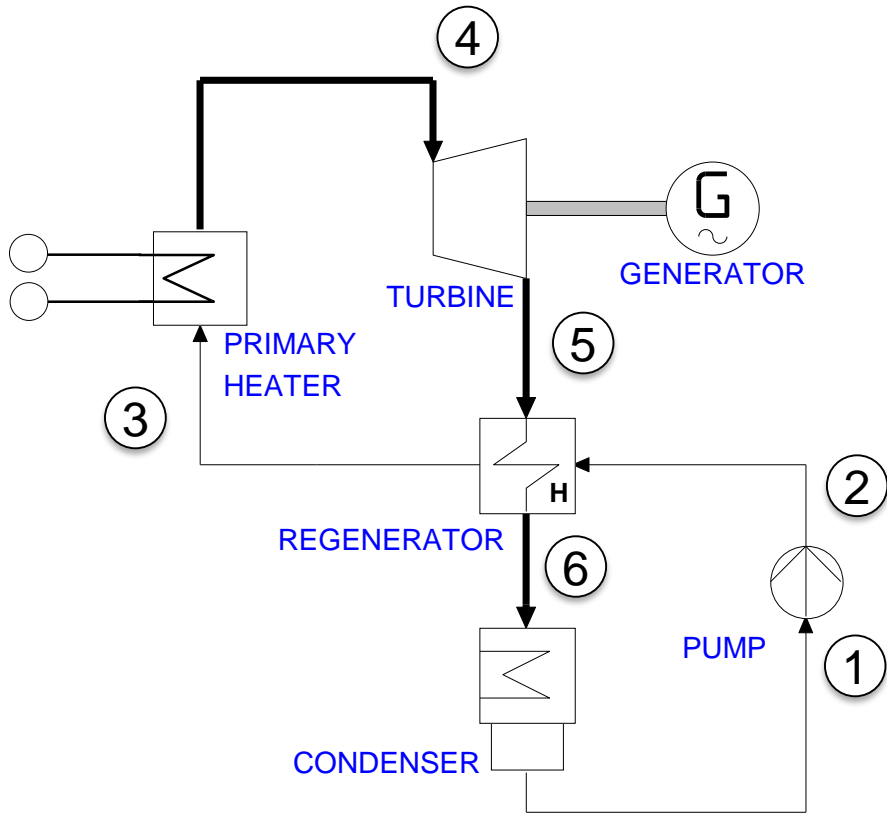 4
G
GENERATOR
TURBINE
5
PRIMARY
HEATER
3
2
H
REGENERATOR
6
PUMP
1
CONDENSER